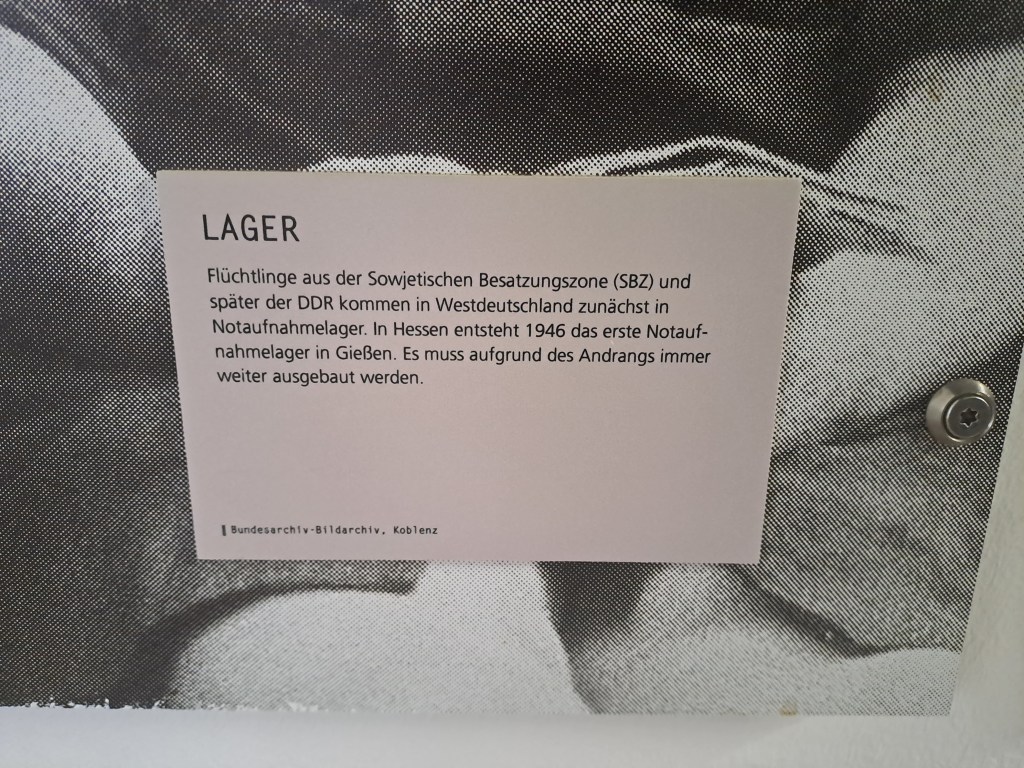 LAGER
Flüchtlinge aus der Sowjetischen Besatzungszone (SBZ) und
später der DDR kommen in Westdeutschland zunächst in
Notaufnahmelager. In Hessen entsteht 1946 das erste Notauf-
nahmelager in Gießen. Es muss aufgrund des Andrangs immer
weiter ausgebaut werden.
Bundesarchiv-Bildarchiv, Koblenz